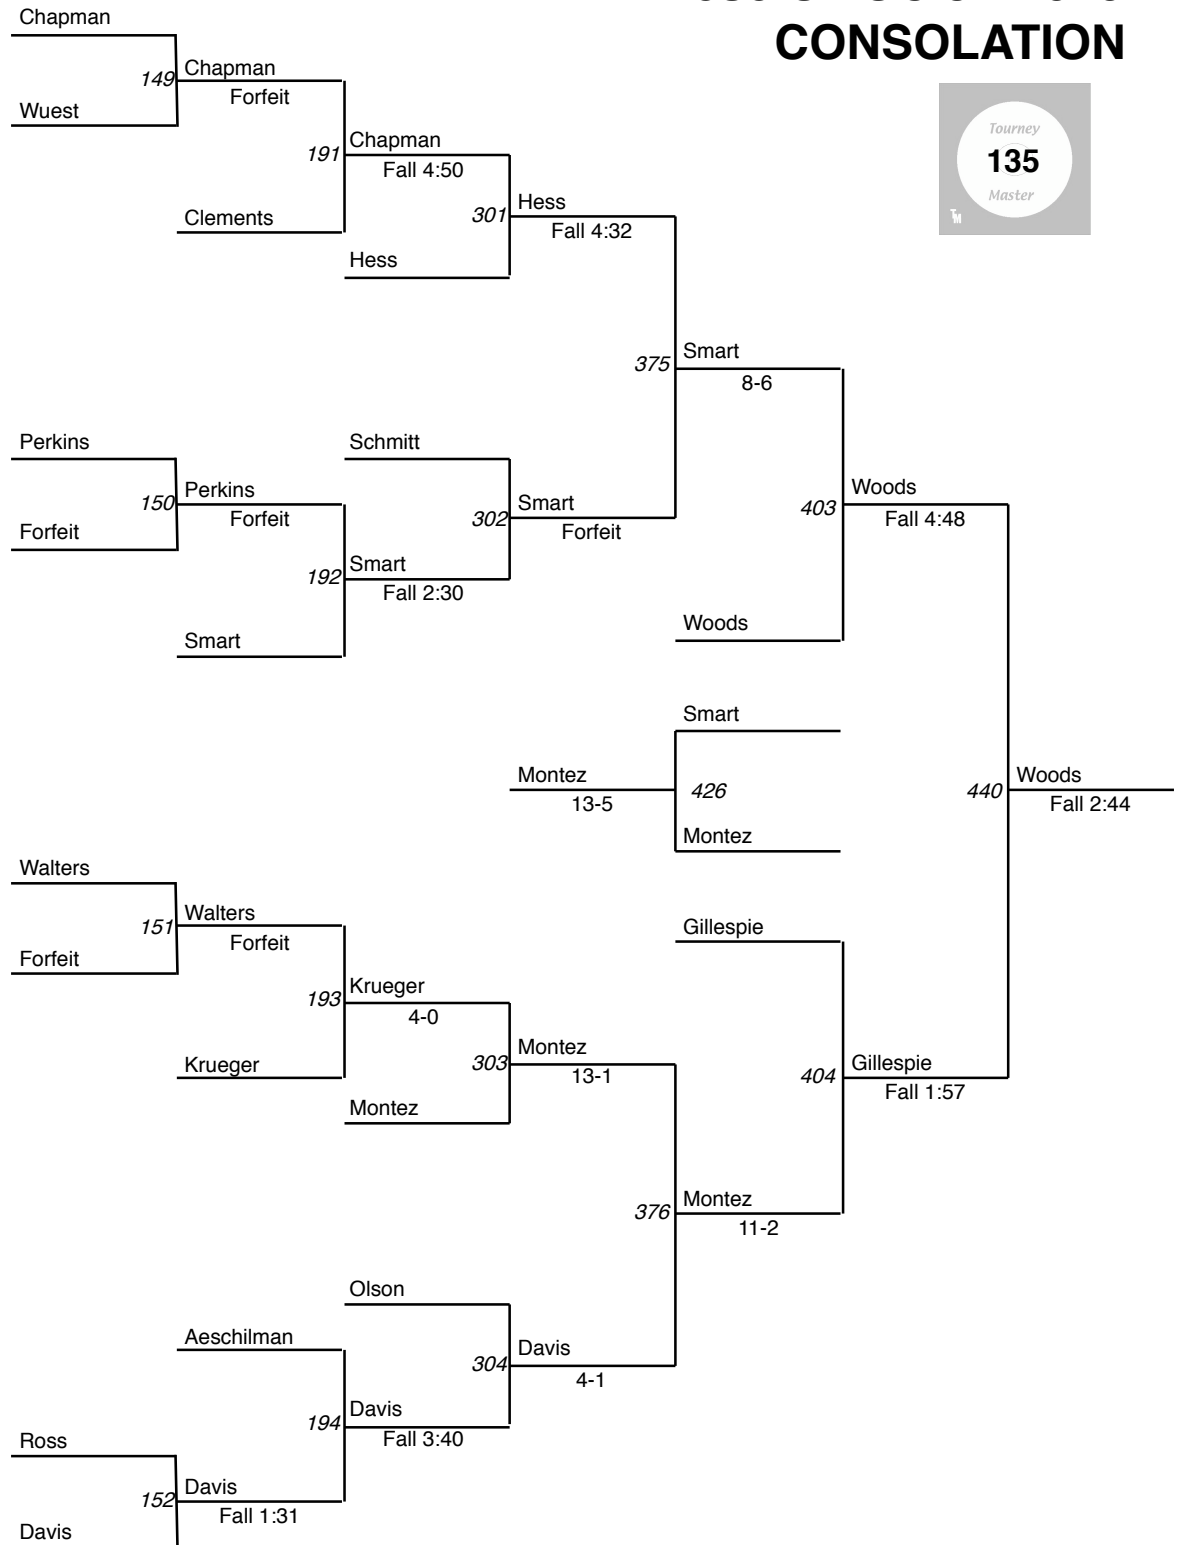 CONSOLATION
Tourney
135
Master
TM
Chapman
149
Chapman
Forfeit
Wuest
191
Chapman
Fall 4:50
Clements
301
Hess
Fall 4:32
Hess
375
Smart
8-6
Perkins
Schmitt
150
Perkins
Forfeit
Forfeit
302
Smart
Forfeit
403
Woods
Fall 4:48
192
Smart
Fall 2:30
Smart
Woods
Smart
Montez
13-5
426
440
Woods
Fall 2:44
Montez
Walters
151
Walters
Forfeit
Forfeit
Gillespie
193
Krueger
4-0
Krueger
303
Montez
13-1
404
Gillespie
Fall 1:57
Montez
376
Montez
11-2
Olson
Aeschilman
304
Davis
4-1
194
Davis
Fall 3:40
Ross
152
Davis
Fall 1:31
Davis